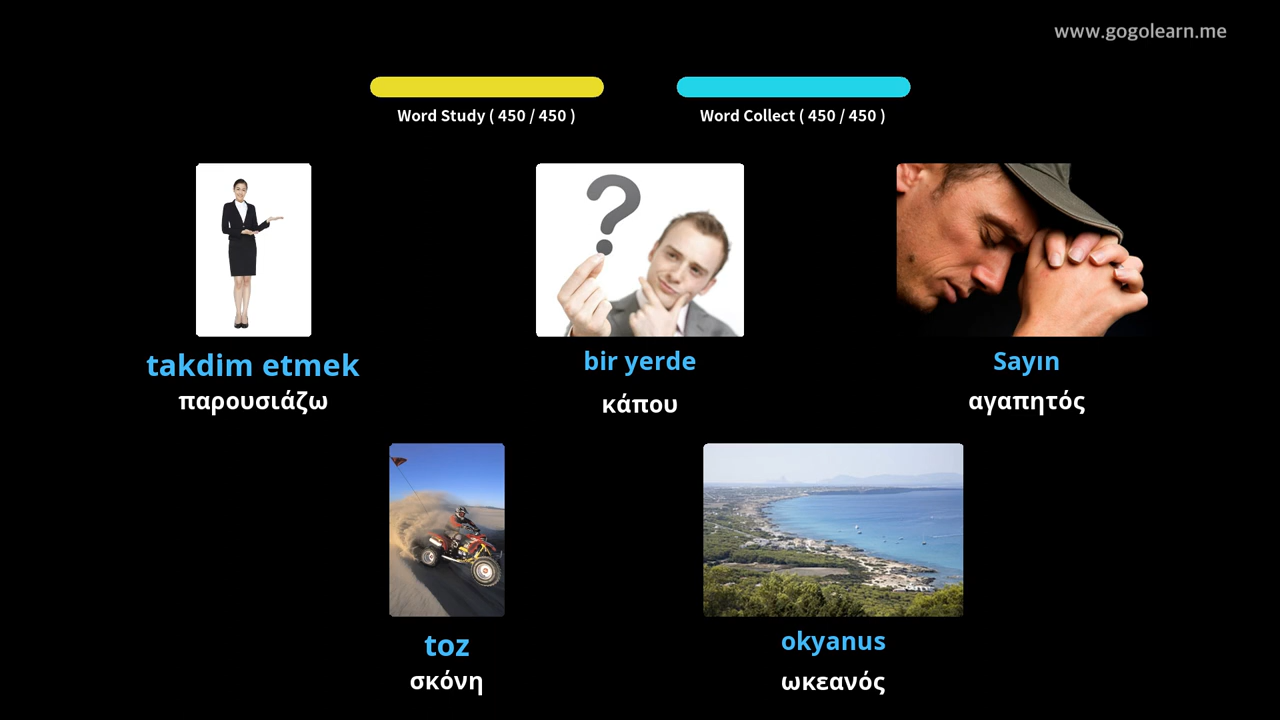 www.gogolearn.me
Word Study ( 450 / 450 )
Word Collect ( 450 / 450 )
takdim etmek
παρουσιάζω
bir yerde
κάπου
Sayın
αγαπητός
toz
σκόνη
okyanus
ωκεανός